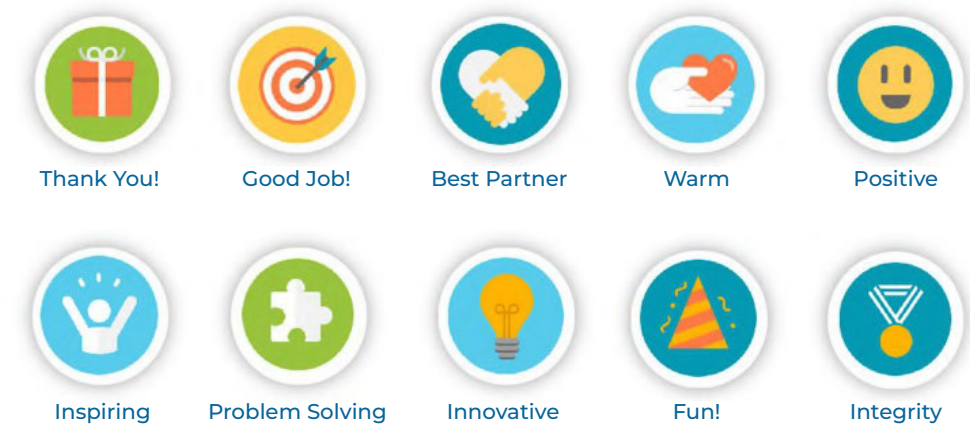 Thank You!
Good Job!
Best Partner
Warm
Positive
Inspiring
Problem Solving
Innovative
Fun!
Integrity